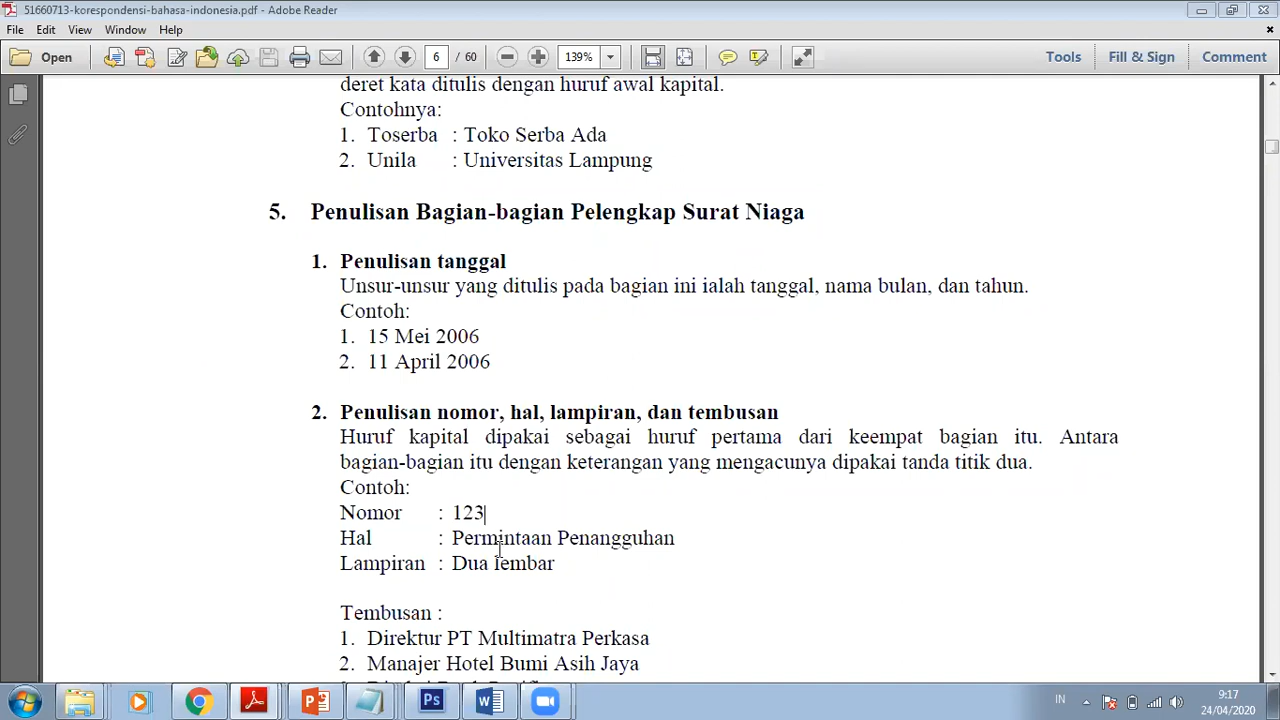 51660713-korespondensi-bahasa-indonesia.pdf - Adobe Reader
File Edit View Window Help
Open 6 / 60 139% Tools Fill & Sign Comment
deret kata ditulis dengan huruf awal kapital.
Contohnya:
1. Toserba : Toko Serba Ada
2. Unila : Universitas Lampung
5. Penulisan Bagian-bagian Pelengkap Surat Niaga
1. Penulisan tanggal
Unsur-unsur yang ditulis pada bagian ini ialah tanggal, nama bulan, dan tahun.
Contoh:
1. 15 Mei 2006
2. 11 April 2006
2. Penulisan nomor, hal, lampiran, dan tembusan
Huruf kapital dipakai sebagai huruf pertama dari keempat bagian itu. Antara
bagian-bagian itu dengan keterangan yang mengacunya dipakai tanda titik dua.
Contoh:
Nomor : 123
Hal : Permintaan Penangguhan
Lampiran : Dua lembar
Tembusan :
1. Direktur PT Multimatra Perkasa
2. Manajer Hotel Bumi Asih Jaya
Ps IN 9:17
24/04/2020